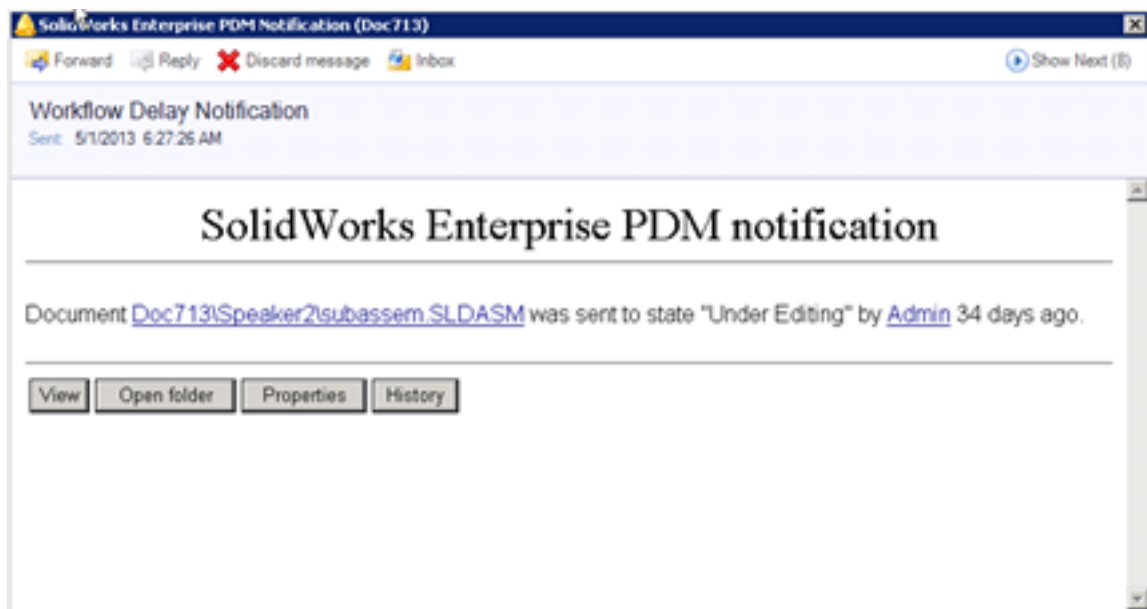 SolidWorks Enterprise PDM Notification (Doc713)
Forward Reply Discard message Inbox Show Next (8)
Workflow Delay Notification
Sent: 5/1/2013 6:27:26 AM
SolidWorks Enterprise PDM notification
Document Doc713\Speaker2\subassem.SLDASM was sent to state "Under Editing" by Admin 34 days ago.
View Open folder Properties History